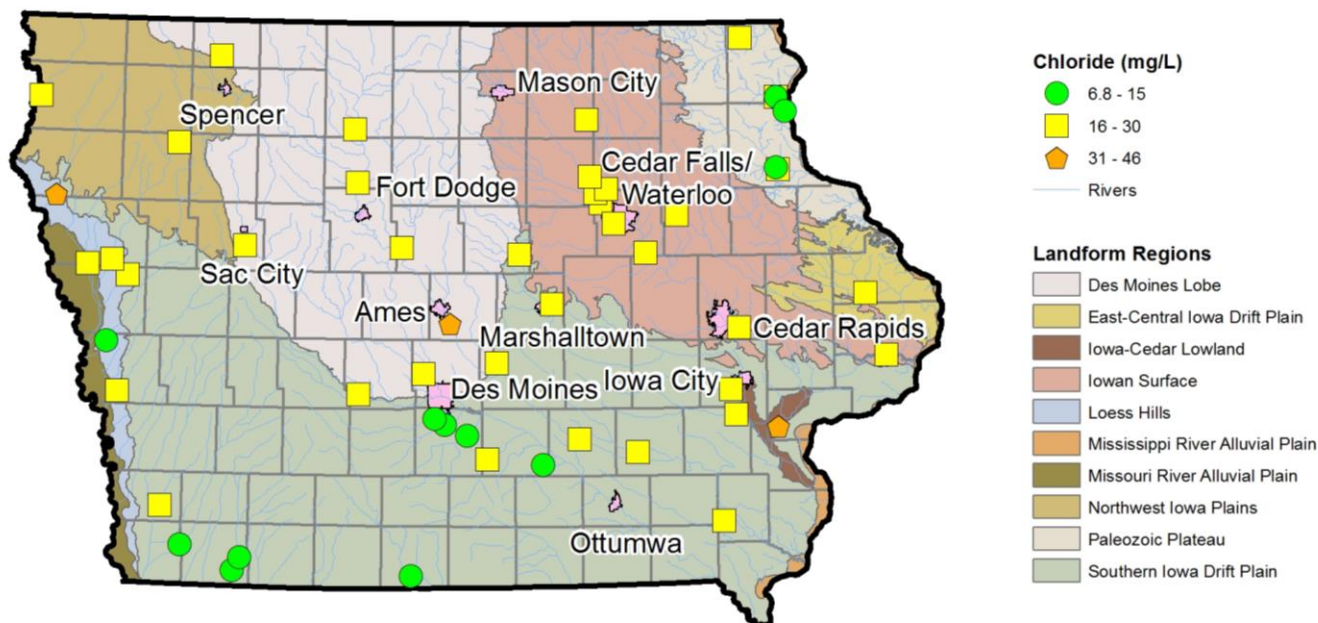 Mason City
Spencer
Cedar Falls/
Waterloo
Fort Dodge
Sac City
Ames
Marshalltown
Cedar Rapids
Des Moines
Iowa City
Ottumwa
Chloride (mg/L)
6.8 - 15
16 - 30
31 - 46
Rivers
Landform Regions
Des Moines Lobe
East-Central Iowa Drift Plain
Iowa-Cedar Lowland
Iowan Surface
Loess Hills
Mississippi River Alluvial Plain
Missouri River Alluvial Plain
Northwest Iowa Plains
Paleozoic Plateau
Southern Iowa Drift Plain